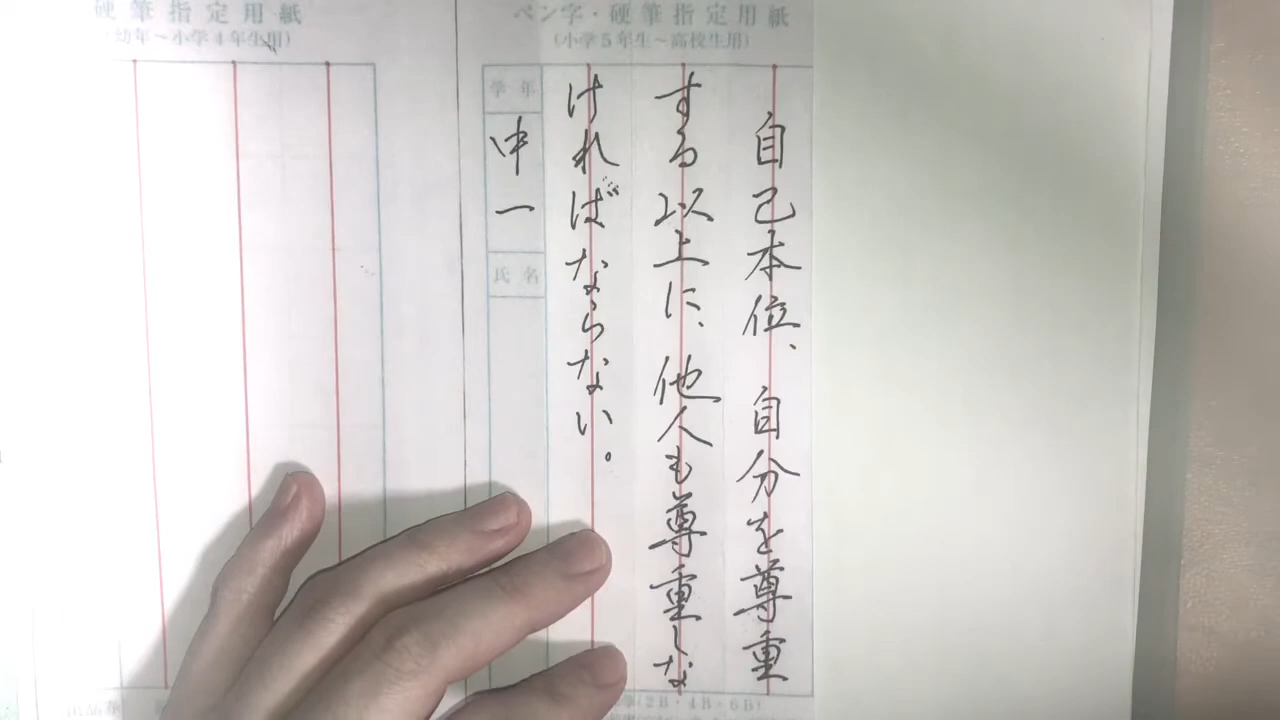 ペン字・硬筆指定用紙
(小学5年生〜高校生用)
自己本位、自分を尊重
する以上に、他人も尊重しな
ければならない。
学年
中一
氏名
硬筆指定用紙
(幼年〜小学4年生用)
(2B・4B・6B)